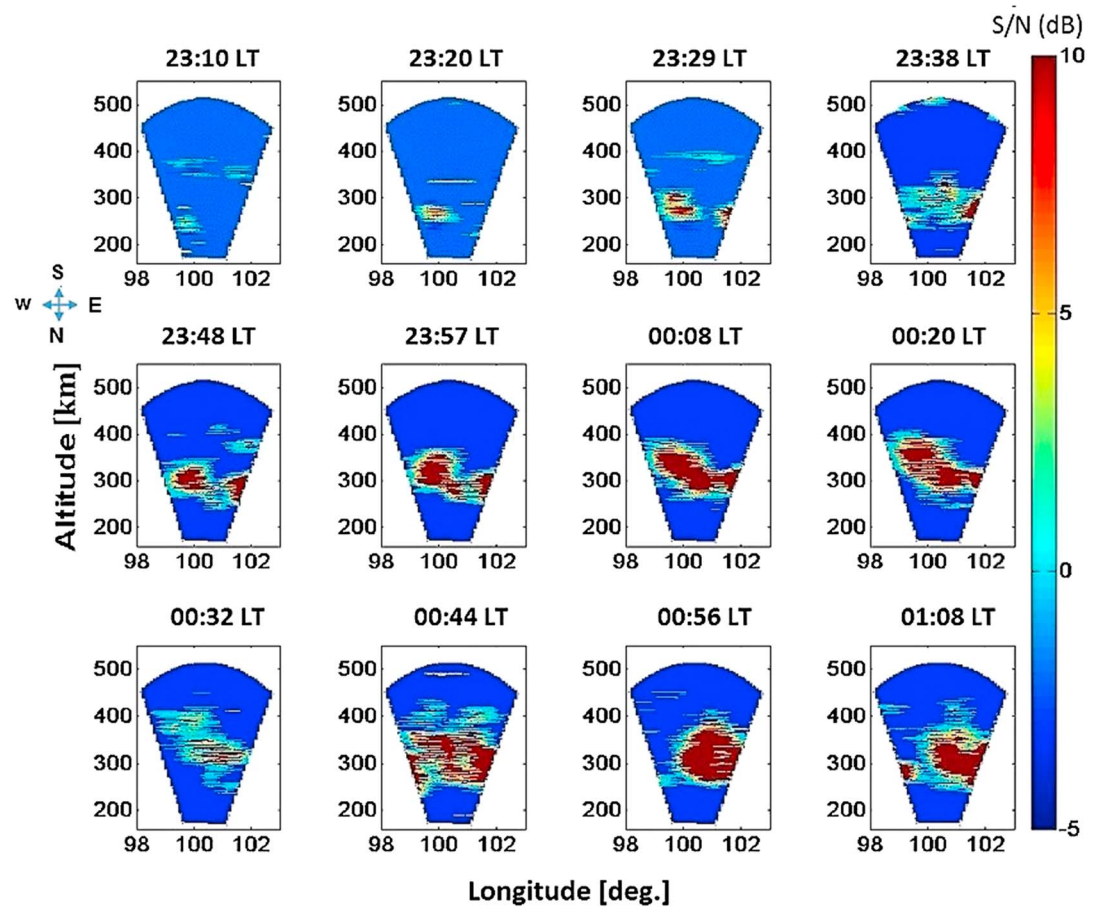 S/N (dB)
23:10 LT 23:20 LT 23:29 LT 23:38 LT
10
500 500 500 500
400 400 400 400
300 300 300 300
200 200 200 200
98 100 102 98 100 102 98 100 102 98 100 102
S
W E
N
5
23:48 LT 23:57 LT 00:08 LT 00:20 LT
Altitude [km]
500 500 500 500
400 400 400 400
300 300 300 300
200 200 200 200
98 100 102 98 100 102 98 100 102 98 100 102
0
00:32 LT 00:44 LT 00:56 LT 01:08 LT
500 500 500 500
400 400 400 400
300 300 300 300
200 200 200 200
-5
98 100 102 98 100 102 98 100 102 98 100 102
Longitude [deg.]